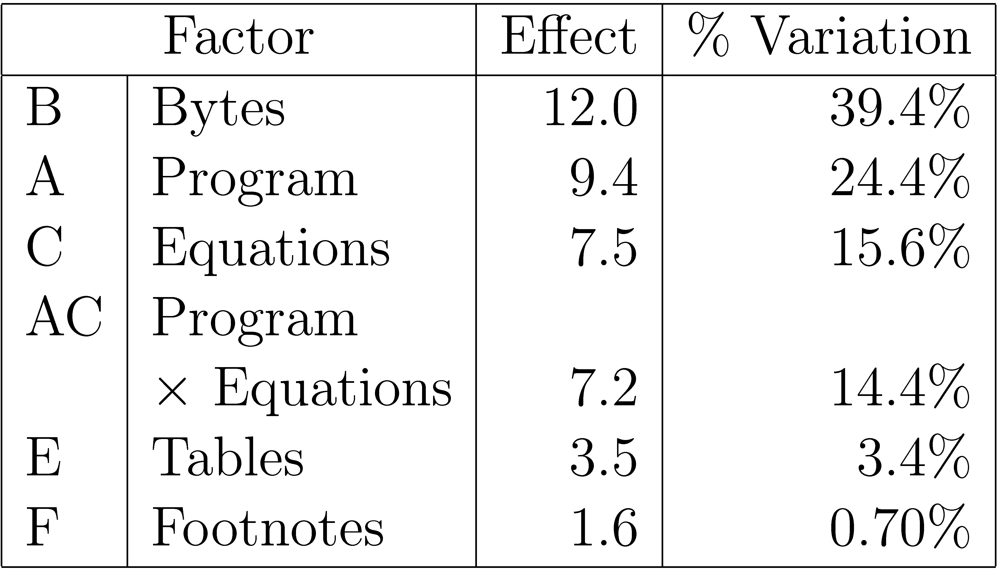 Factor Effect % Variation
B Bytes 12.0 39.4%
A Program 9.4 24.4%
C Equations 7.5 15.6%
AC Program
× Equations 7.2 14.4%
E Tables 3.5 3.4%
F Footnotes 1.6 0.70%